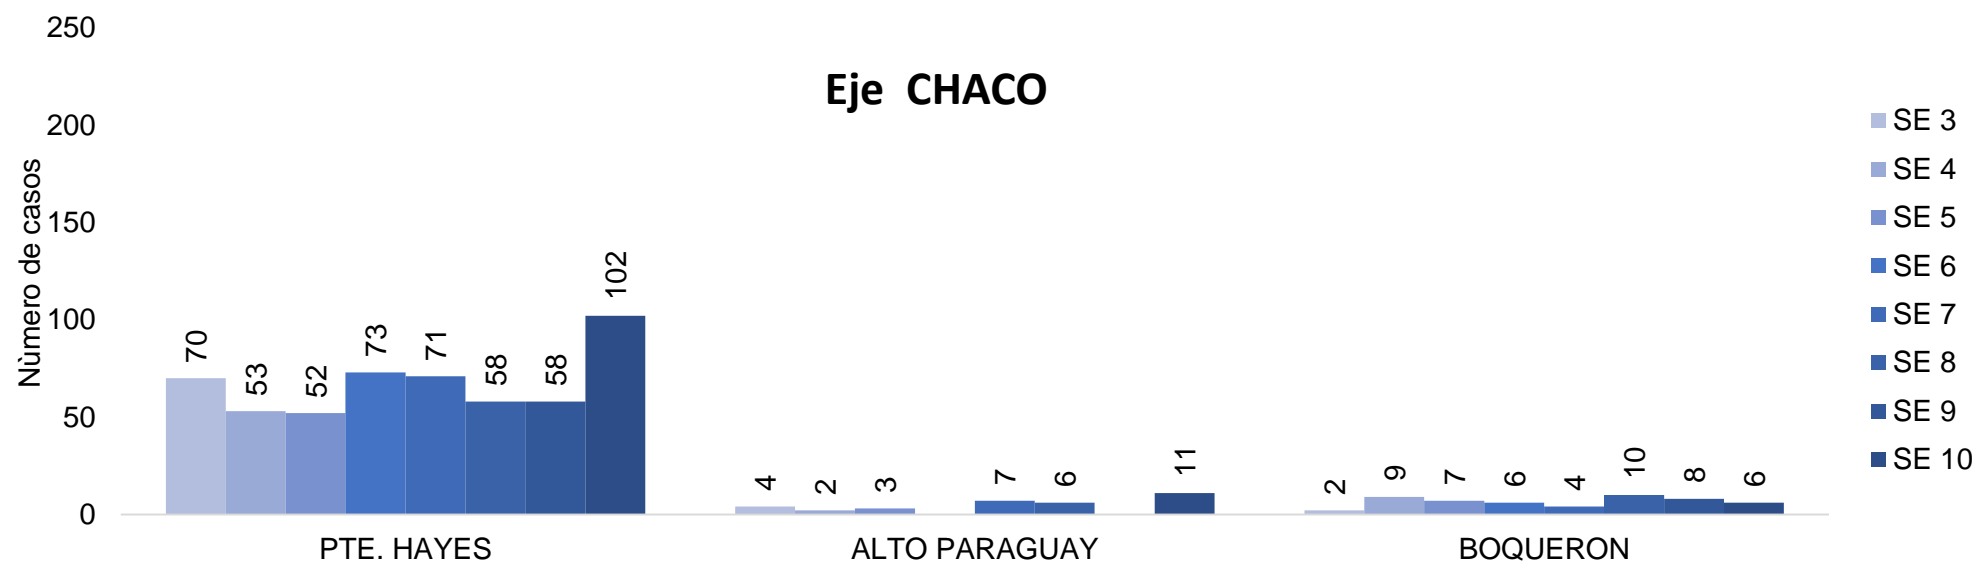 Eje CHACO
Nùmero de casos
250
200
150
100
50
0
70 53 52 73 71 58 58 102
4 2 3 7 6 11
2 9 7 6 4 10 8 6
PTE. HAYES ALTO PARAGUAY BOQUERON
SE 3
SE 4
SE 5
SE 6
SE 7
SE 8
SE 9
SE 10